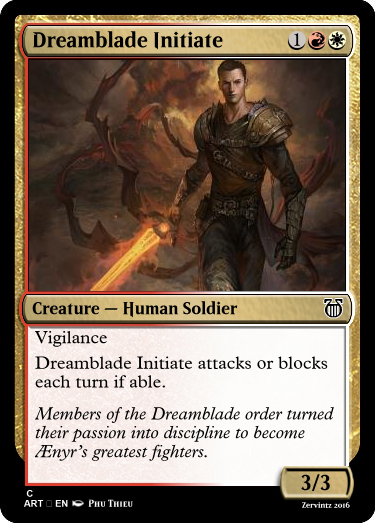 Dreamblade Initiate 1
Creature — Human Soldier
Vigilance
Dreamblade Initiate attacks or blocks
each turn if able.
Members of the Dreamblade order turned
their passion into discipline to become
Ænyr's greatest fighters.
3/3
C
ART □ EN Phu Thieu
Zervintz 2016